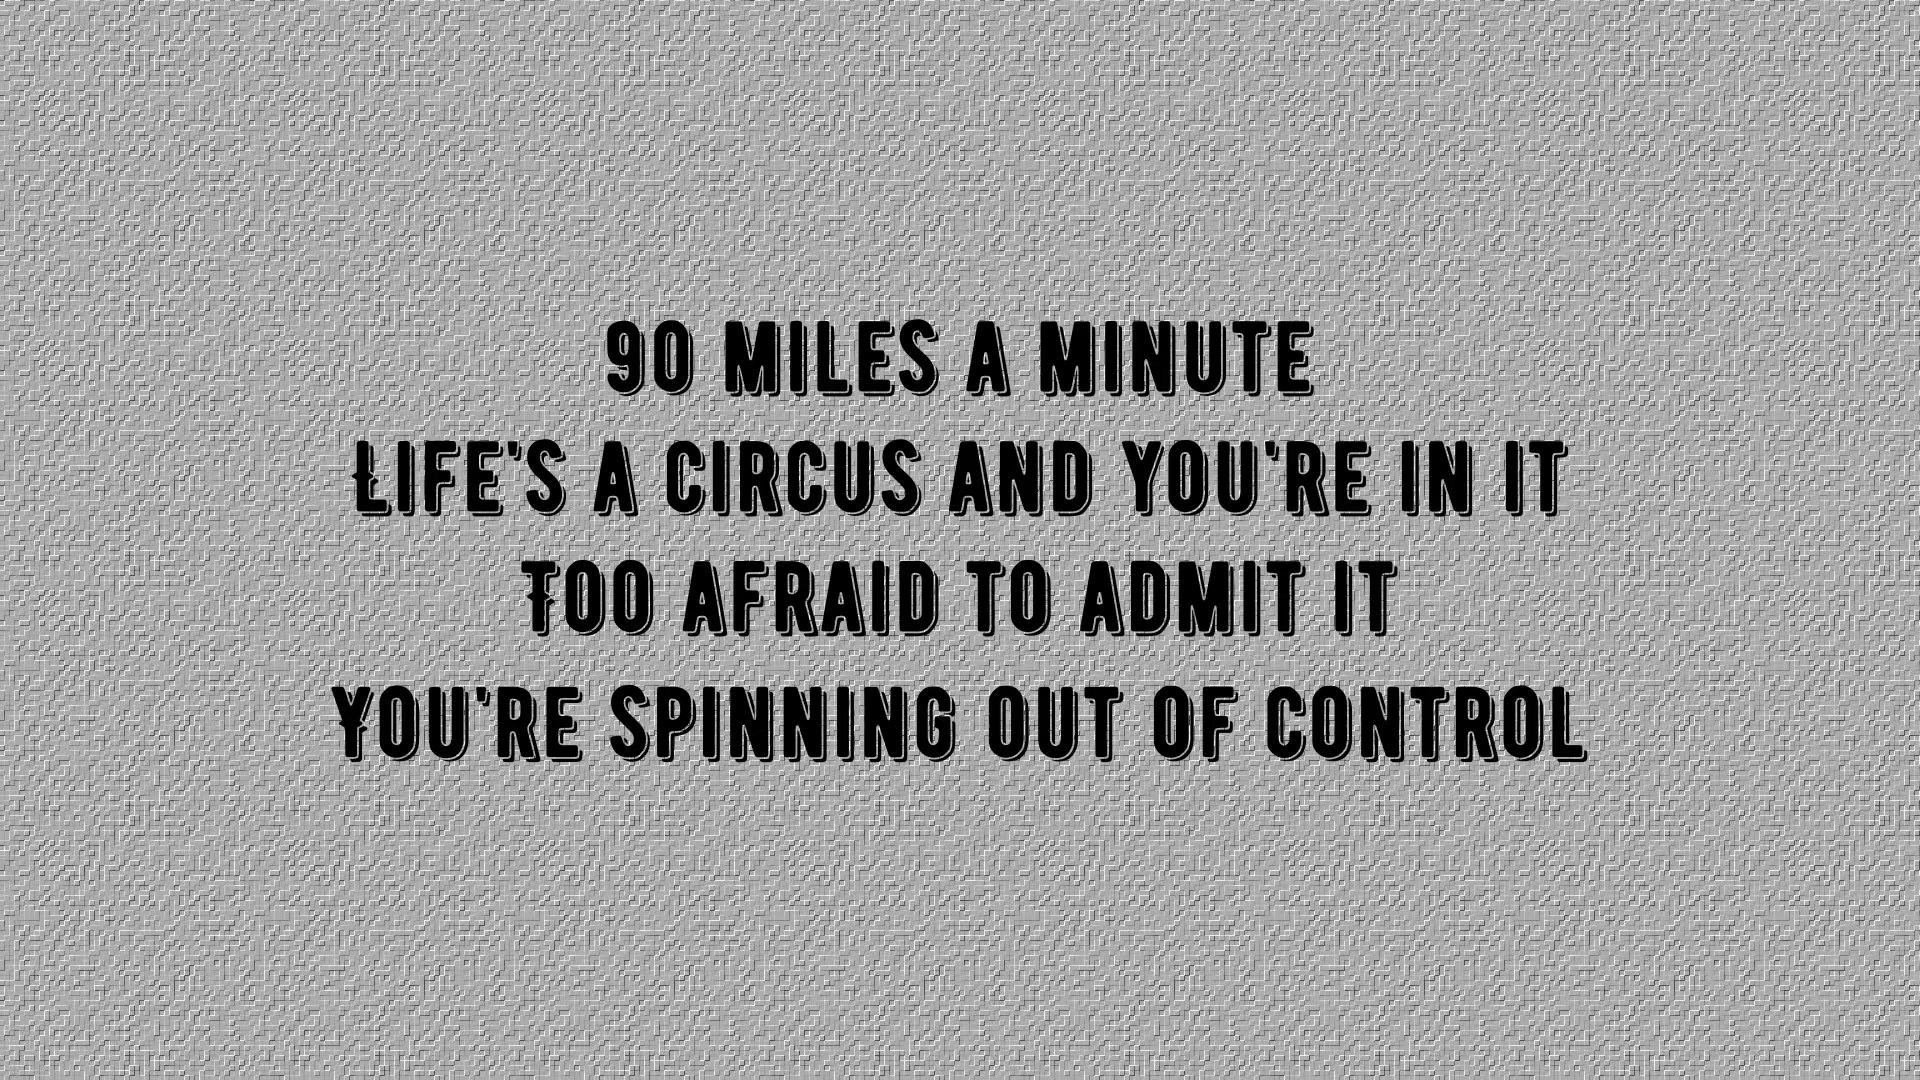 90 MILES A MINUTE
LIFE'S A CIRCUS AND YOU'RE IN IT
TOO AFRAID TO ADMIT IT
YOU'RE SPINNING OUT OF CONTROL